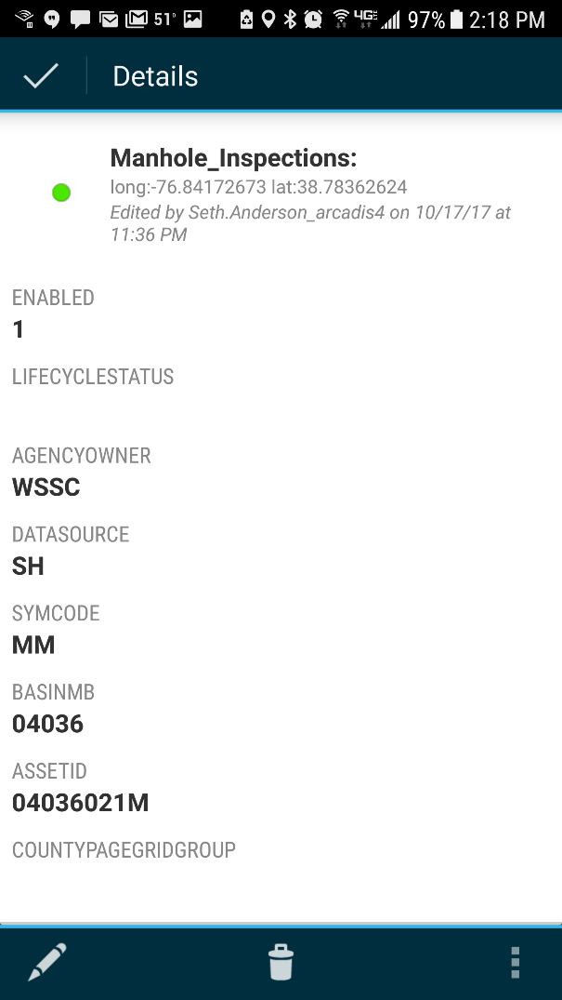 51° 4GE 97% 2:18 PM
Details
Manhole_Inspections:
long:-76.84172673 lat:38.78362624
Edited by Seth.Anderson_arcadis4 on 10/17/17 at
11:36 PM
ENABLED
1
LIFECYCLESTATUS
AGENCYOWNER
WSSC
DATASOURCE
SH
SYMCODE
MM
BASINMB
04036
ASSETID
04036021M
COUNTYPAGEGRIDGROUP